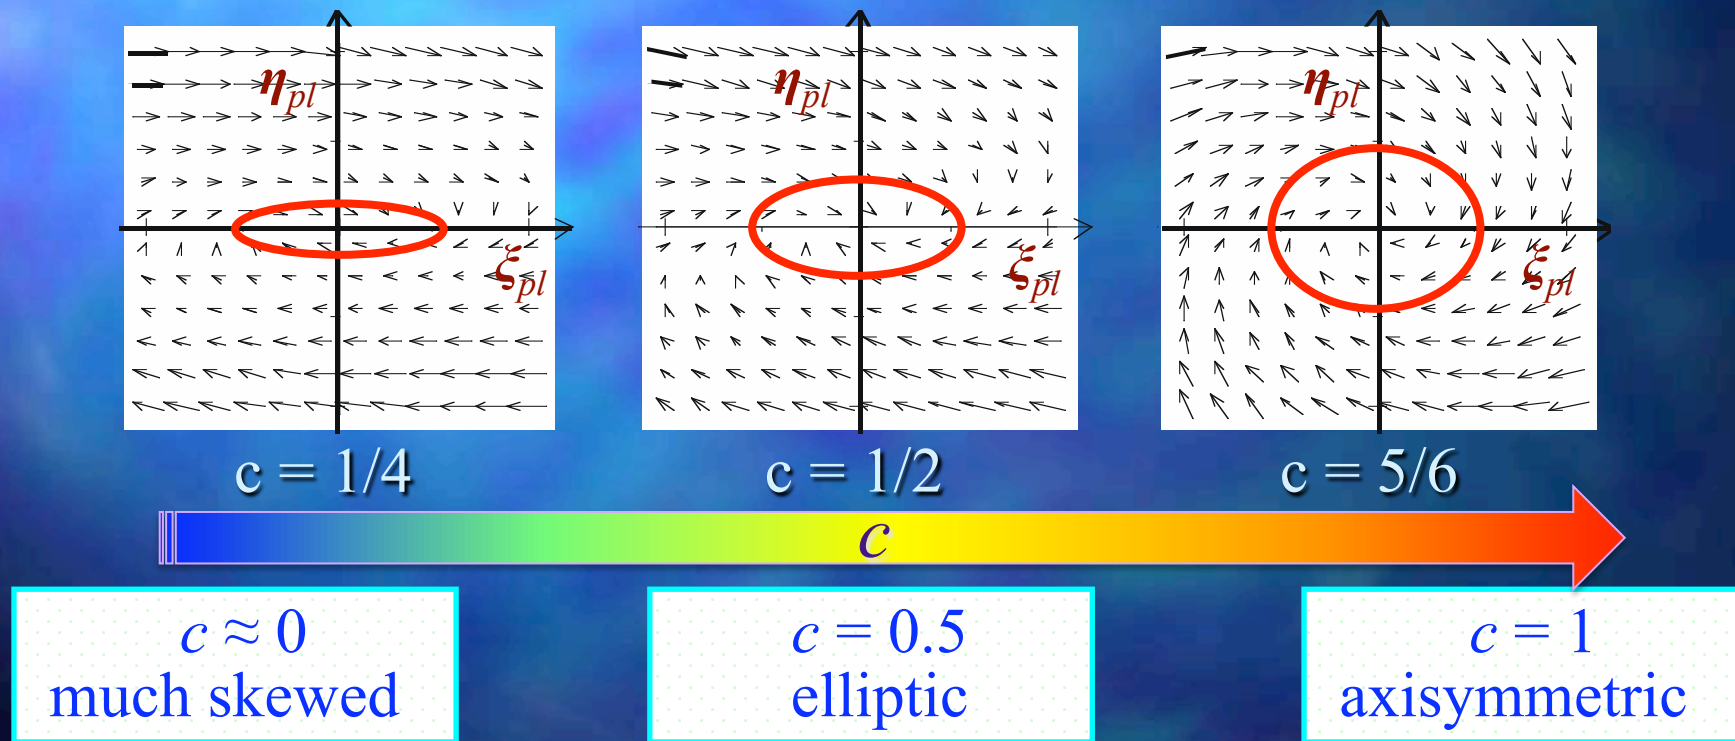 η_pl η_pl η_pl
ξ_pl ξ_pl ξ_pl
c = 1/4 c = 1/2 c = 5/6
c
c ≈ 0
much skewed
c = 0.5
elliptic
c = 1
axisymmetric